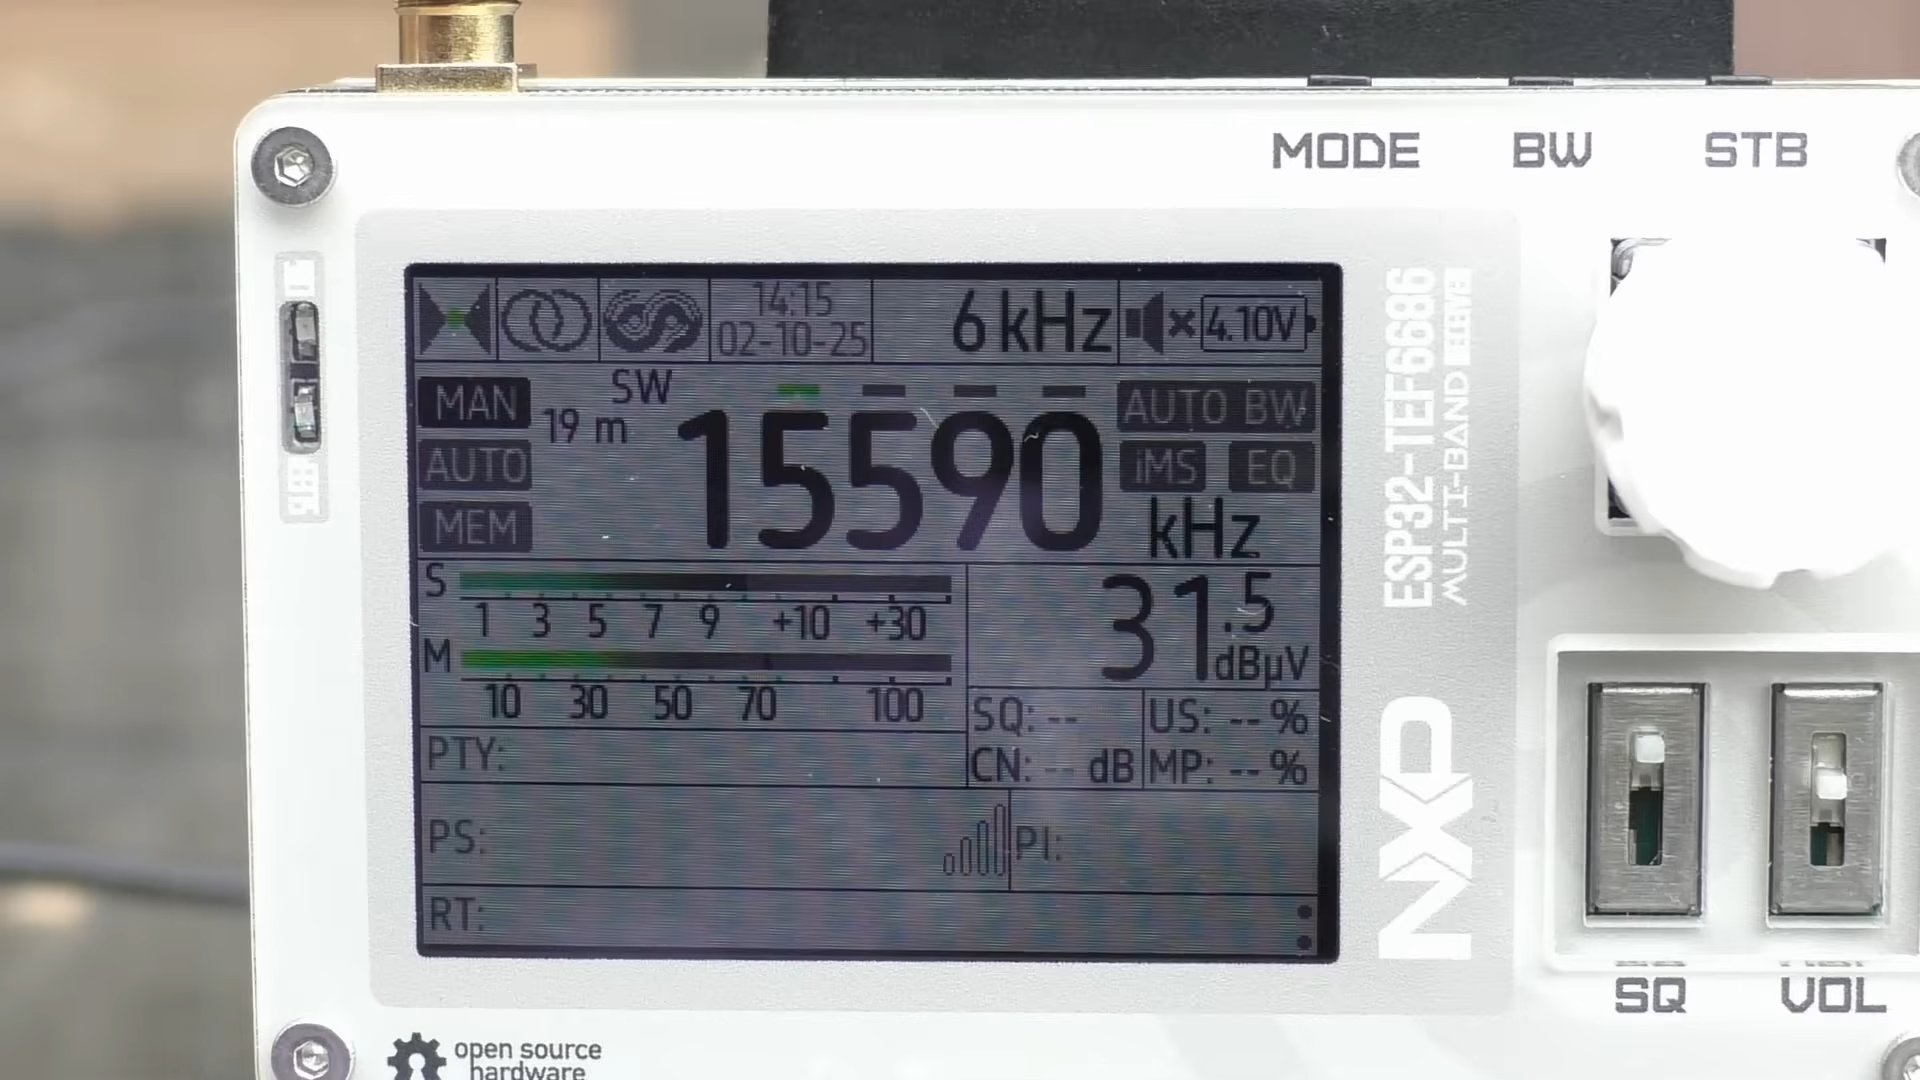 MODE BW STB
14:15
02-10-25
6 kHz
4.10V
MAN
SW
AUTO BW
19 m
15590
AUTO
iMS EQ
MEM
kHz
S
1 3 5 7 9 +10 +30
31.5
dBµV
M
10 30 50 70 100
SQ: -- US: -- %
CN: -- dB MP: -- %
PTY:
PS:
PI:
RT:
ESP32-TEF6686
MULTI-BAND
NXP
SQ VOL
open source
hardware